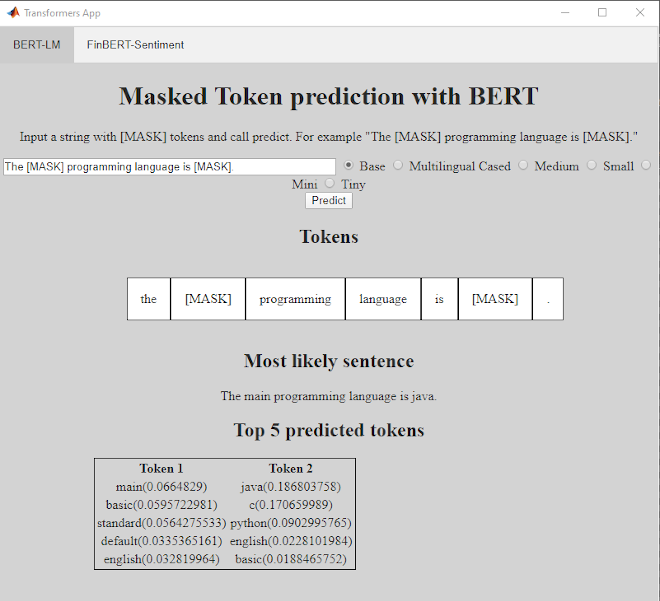 Transformers App
BERT-LM FinBERT-Sentiment
Masked Token prediction with BERT
Input a string with [MASK] tokens and call predict. For example "The [MASK] programming language is [MASK]."
The [MASK] programming language is [MASK]. Base Multilingual Cased Medium Small
Mini Tiny
Predict
Tokens
the [MASK] programming language is [MASK] .
Most likely sentence
The main programming language is java.
Top 5 predicted tokens
Token 1 Token 2
main(0.0664829) java(0.186803758)
basic(0.0595722981) c(0.170659989)
standard(0.0564275533) python(0.0902995765)
default(0.0335365161) english(0.0228101984)
english(0.032819964) basic(0.0188465752)